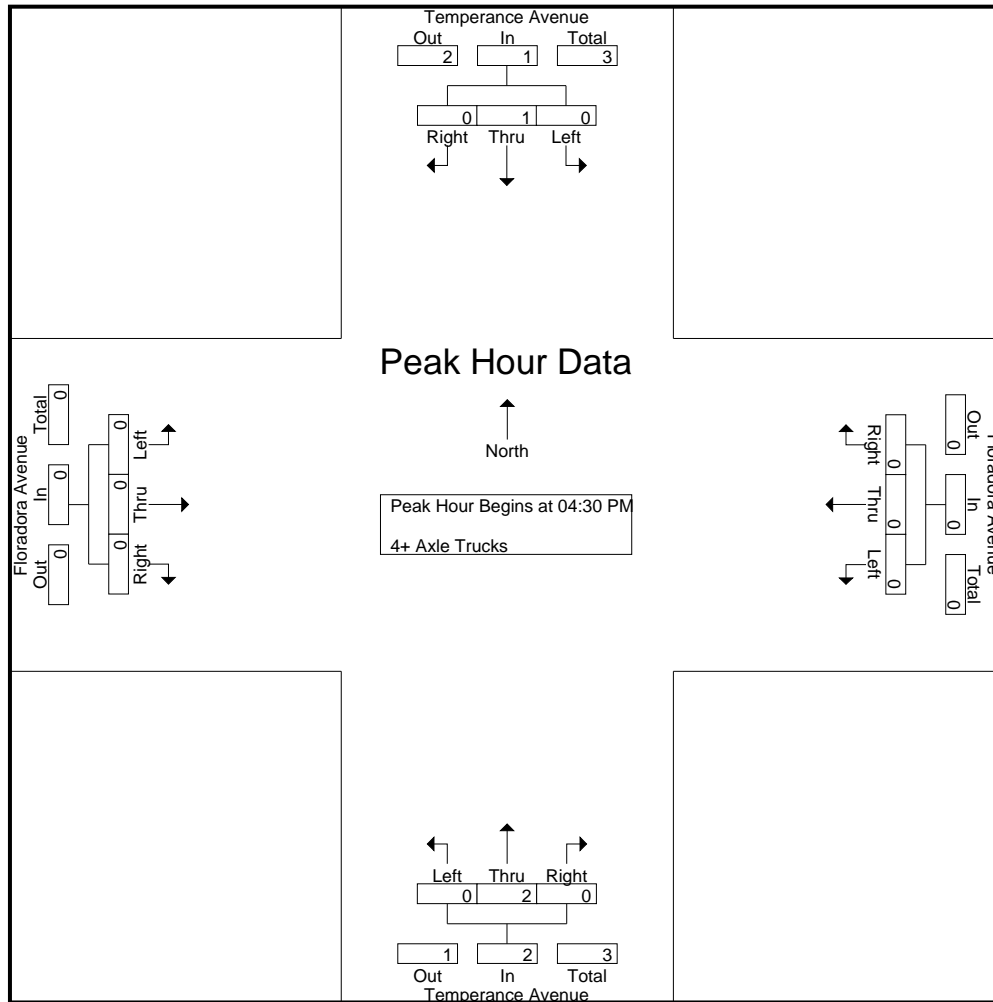 Temperance Avenue
Out In Total
2 1 3
0 1 0
Right Thru Left
Peak Hour Data
North
Peak Hour Begins at 04:30 PM
4+ Axle Trucks
Floradora Avenue
Out In Total
0 0 0
0 0 0
Right Thru Left
Floradora Avenue
Out In Total
0 0 0
0 0 0
Right Thru Left
Left Thru Right
0 2 0
1 2 3
Out In Total
Temperance Avenue